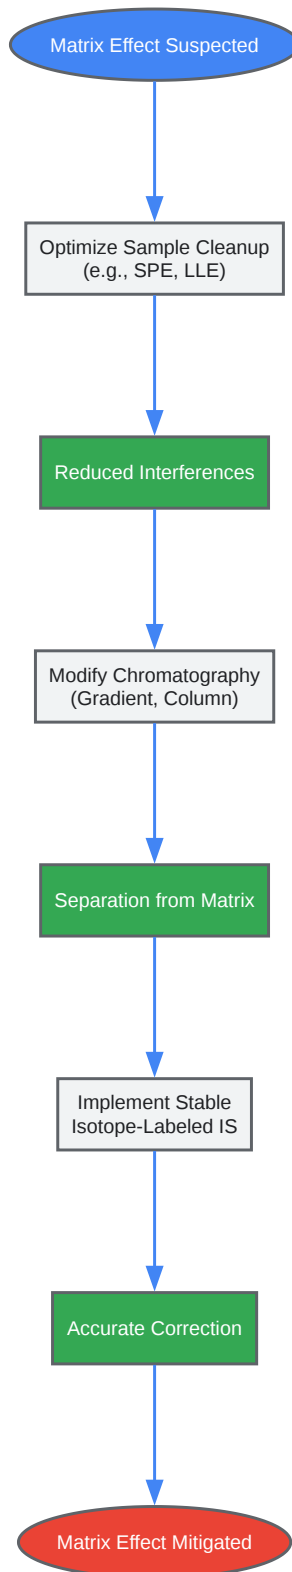 Matrix Effect Suspected
Optimize Sample Cleanup
(e.g., SPE, LLE)
Reduced Interferences
Modify Chromatography
(Gradient, Column)
Separation from Matrix
Implement Stable
Isotope-Labeled IS
Accurate Correction
Matrix Effect Mitigated